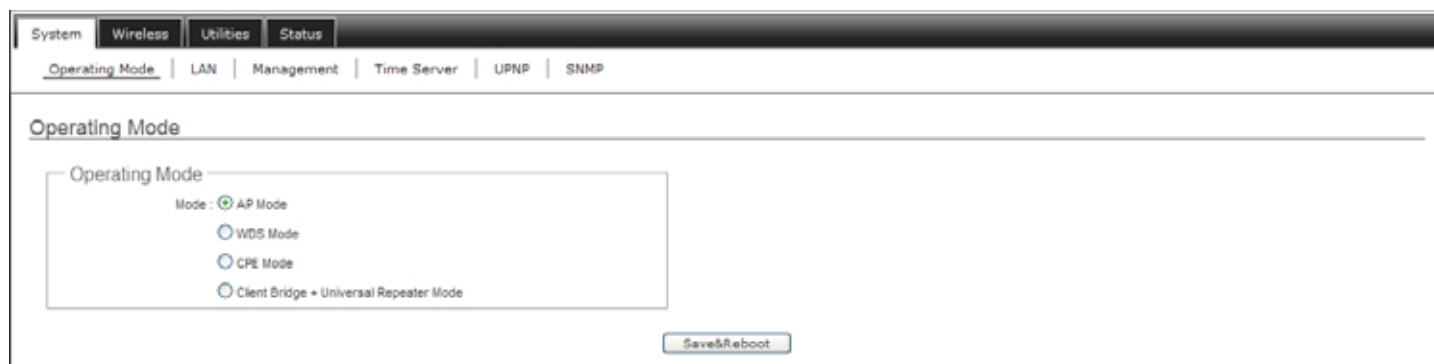 System Wireless Utilities Status
Operating Mode | LAN | Management | Time Server | UPNP | SNMP
Operating Mode
Operating Mode
Mode : AP Mode
WDS Mode
CPE Mode
Client Bridge + Universal Repeater Mode
Save&Reboot